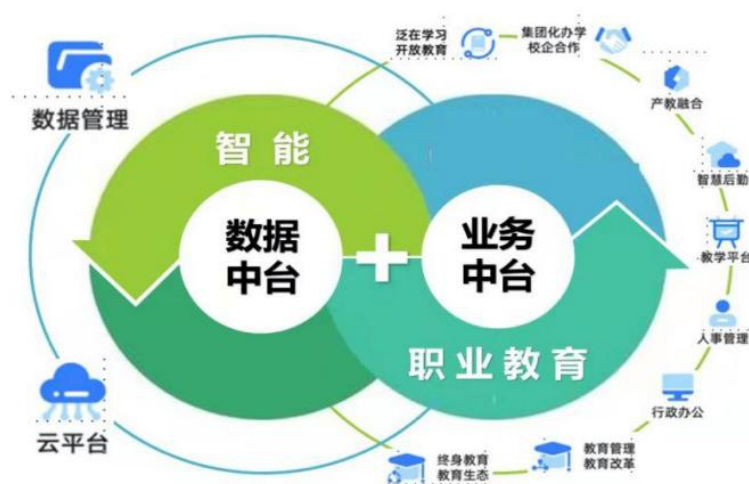 泛在学习
开放教育
集团化办学
校企合作
数据管理
产教融合
智 能
智慧后勤
数据
中台
业务
中台
教学平台
人事管理
职业教育
行政办公
云平台
终身教育
教育生态
教育管理
教育改革